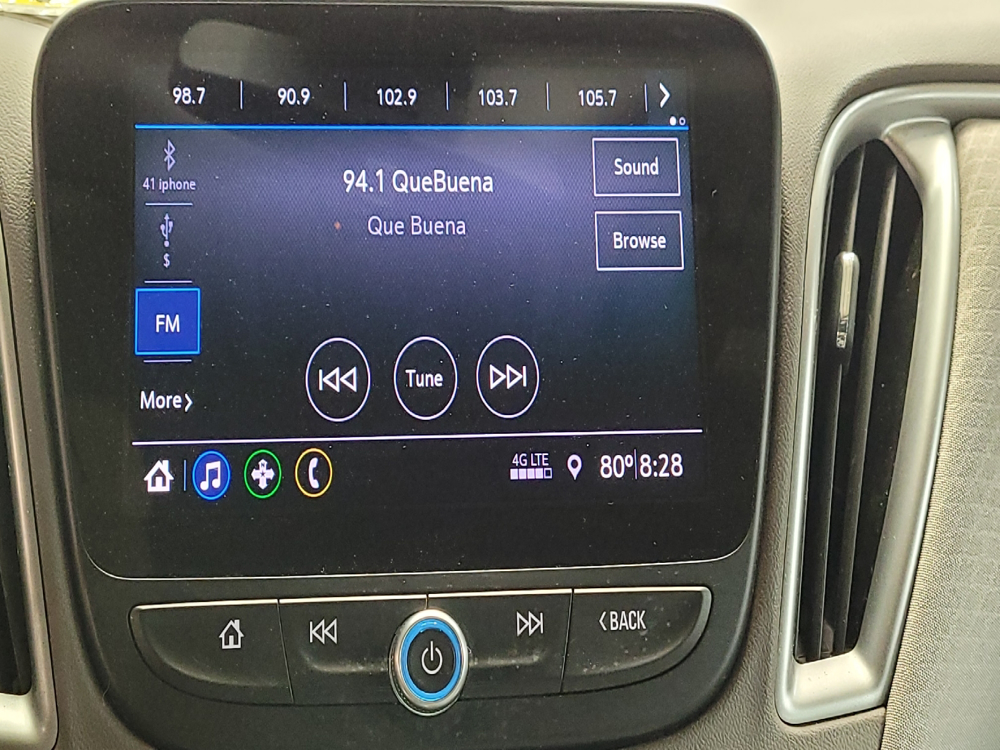 98.7 90.9 102.9 103.7 105.7
41 iphone
94.1 QueBuena
Que Buena
Sound
Browse
$
FM
More
Tune
4G LTE
80° 8:28
BACK